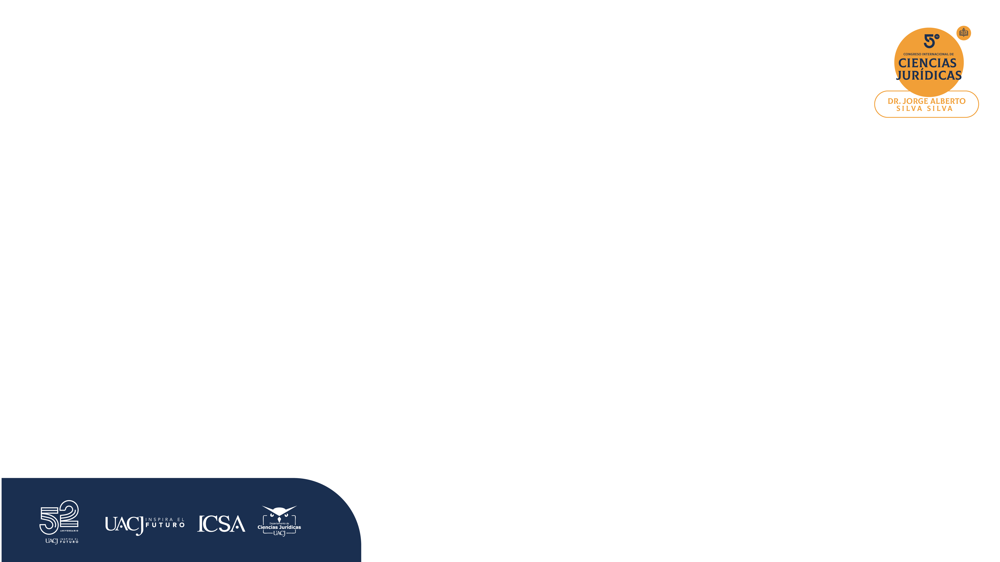 5TO
CONGRESO INTERNACIONAL DE
CIENCIAS
JURÍDICAS
DR. JORGE ALBERTO
SILVA SILVA
52
ANIVERSARIO
UACJ INSPIRA EL
FUTURO
UACJ INSPIRA EL
FUTURO
ICSA
Departamento de
Ciencias Jurídicas
UACJ